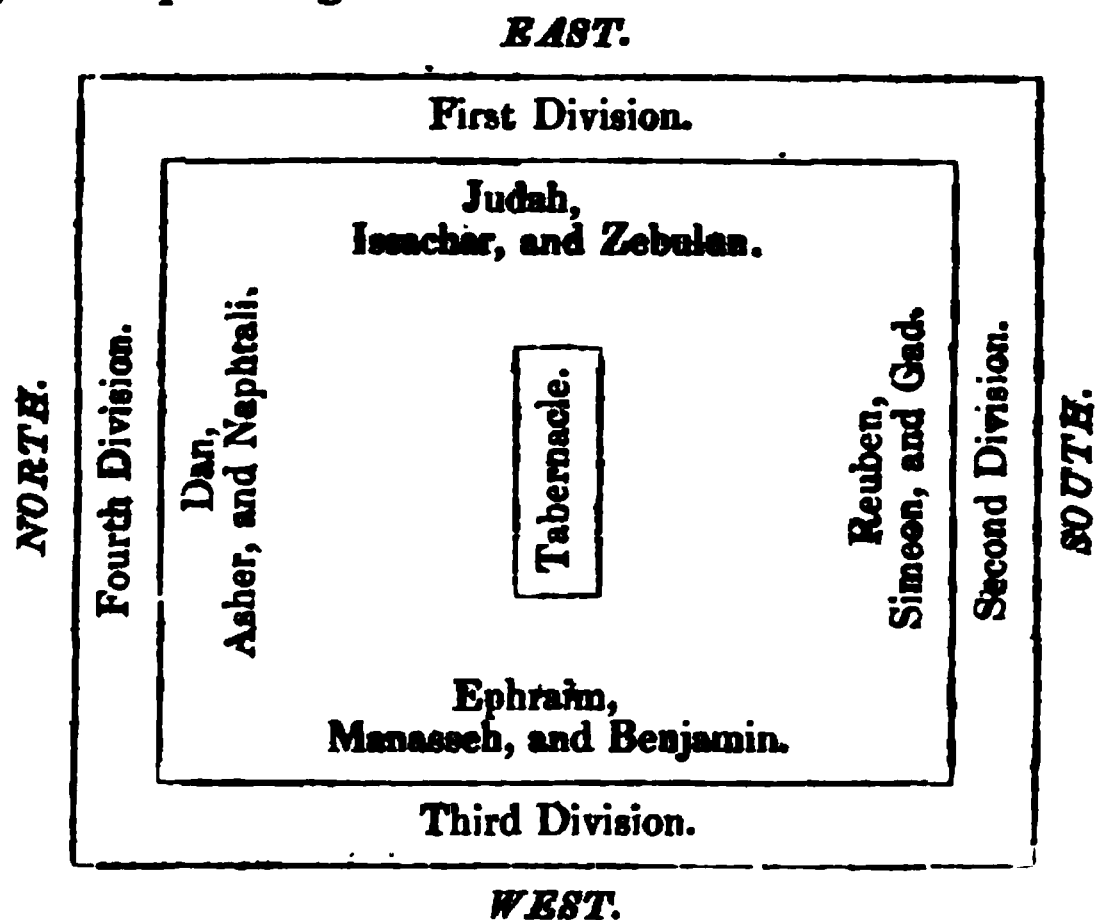 EAST.
First Division.
Judah,
Issachar, and Zebulun.
NORTH.
Fourth Division.
Dan,
Asher, and Naphtali.
Tabernacle.
Reuben,
Simeon, and Gad.
Second Division.
SOUTH.
Ephraim,
Manasseh, and Benjamin.
Third Division.
WEST.